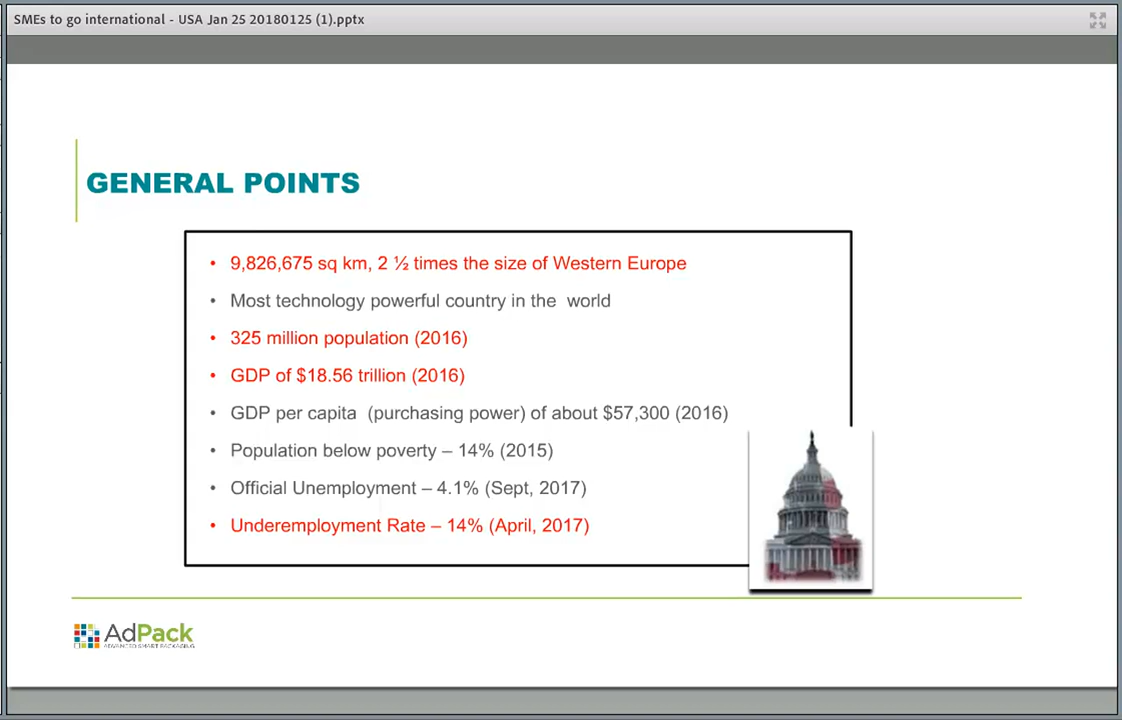 SMEs to go international - USA Jan 25 20180125 (1).pptx
GENERAL POINTS
• 9,826,675 sq km, 2 ½ times the size of Western Europe
• Most technology powerful country in the world
• 325 million population (2016)
• GDP of $18.56 trillion (2016)
• GDP per capita (purchasing power) of about $57,300 (2016)
• Population below poverty – 14% (2015)
• Official Unemployment – 4.1% (Sept, 2017)
• Underemployment Rate – 14% (April, 2017)
AdPack
ADVANCED SMART PACKAGING